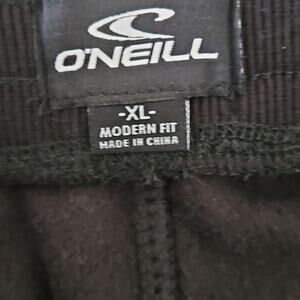 O'NEILL
-XL-
MODERN FIT
MADE IN CHINA